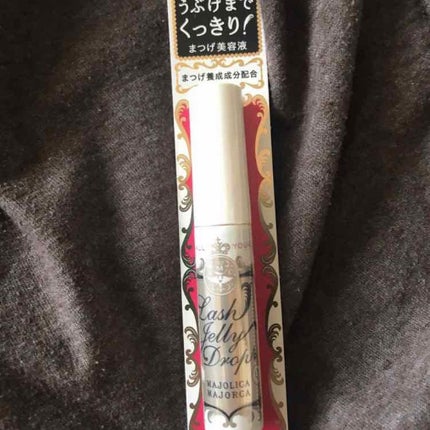 うぶげまで
くっきり!
まつげ美容液
まつげ養成成分配合
Lash
Jelly
Drop
MAJOLICA
MAJORCA